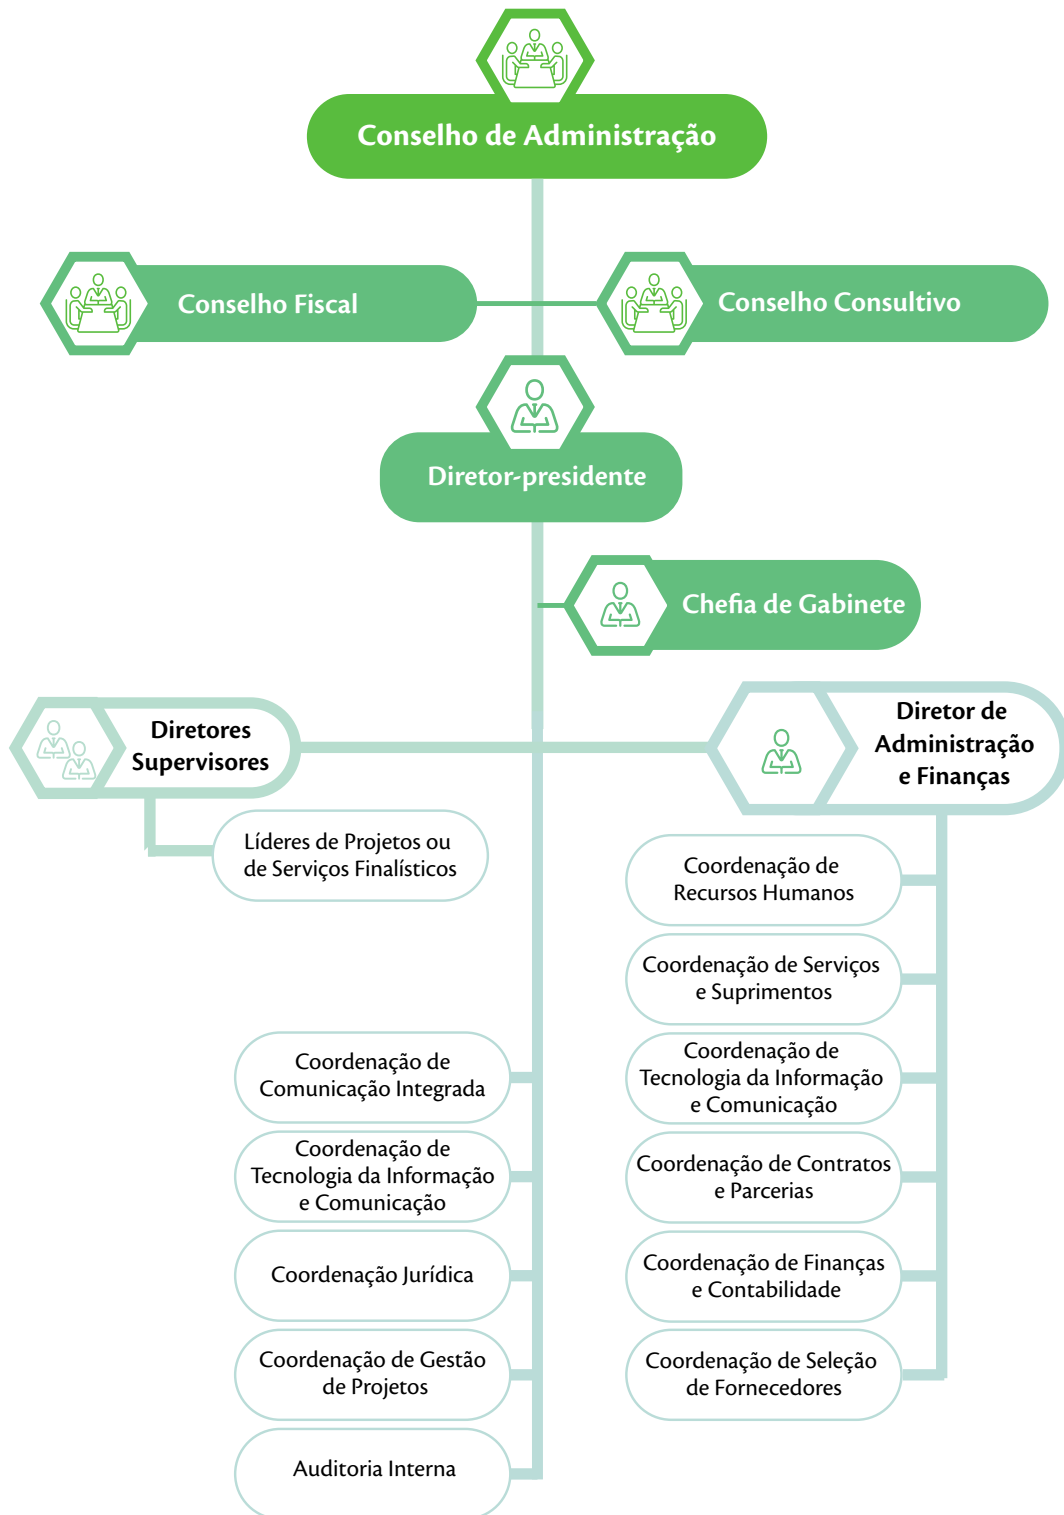 Conselho de Administração
Conselho Fiscal
Conselho Consultivo
Diretor-presidente
Chefia de Gabinete
Diretores
Supervisores
Diretor de
Administração
e Finanças
Líderes de Projetos ou
de Serviços Finalísticos
Coordenação de
Recursos Humanos
Coordenação de Serviços
e Suprimentos
Coordenação de
Tecnologia da Informação
e Comunicação
Coordenação de Contratos
e Parcerias
Coordenação de Finanças
e Contabilidade
Coordenação de Seleção
de Fornecedores
Coordenação de
Comunicação Integrada
Coordenação de
Tecnologia da Informação
e Comunicação
Coordenação Jurídica
Coordenação de Gestão
de Projetos
Auditoria Interna